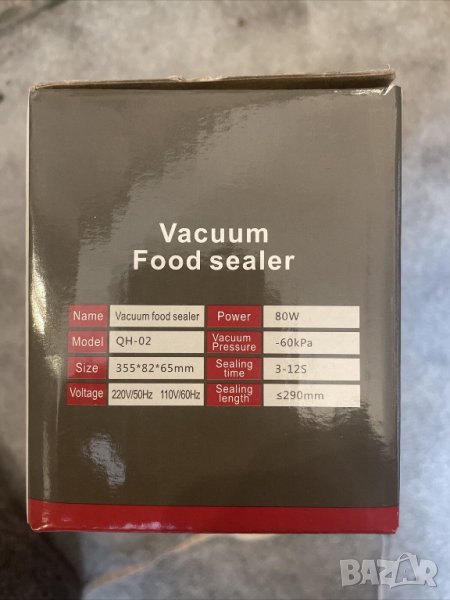 Vacuum
Food sealer
Name Vacuum food sealer Power 80W
Model QH-02 Vacuum Pressure -60kPa
Size 355*82*65mm Sealing time 3-12S
Voltage 220V/50Hz 110V/60Hz Sealing length ≤290mm
BAZAR